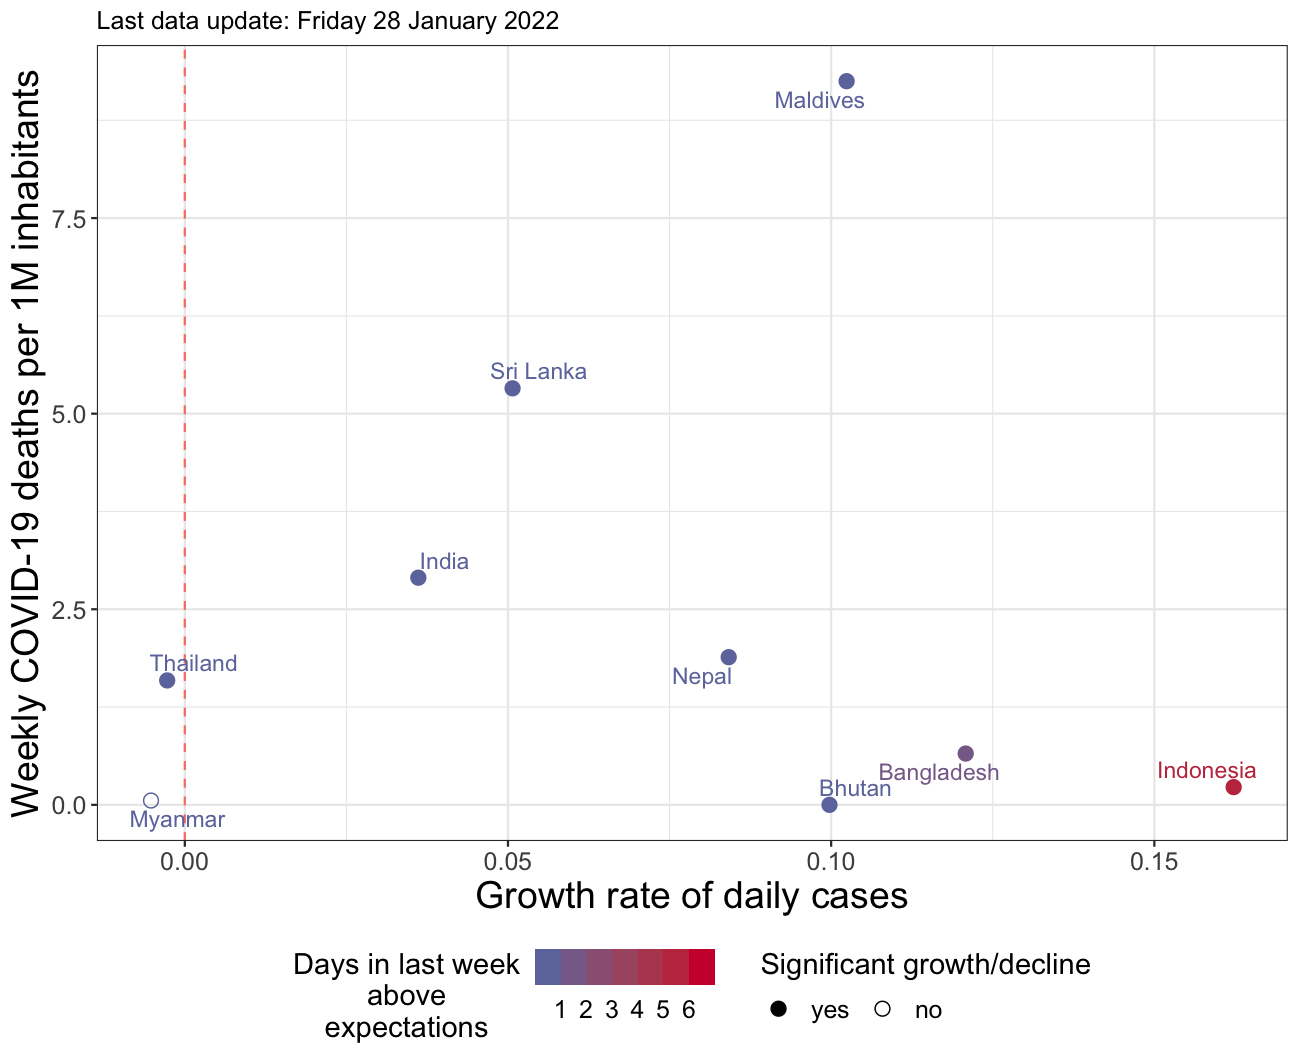 Last data update: Friday 28 January 2022
Weekly COVID-19 deaths per 1M inhabitants
7.5
5.0
2.5
0.0
Maldives
Sri Lanka
India
Thailand
Nepal
Bangladesh
Indonesia
Bhutan
Myanmar
0.00 0.05 0.10 0.15
Growth rate of daily cases
Days in last week
above
expectations
1 2 3 4 5 6
Significant growth/decline
yes no